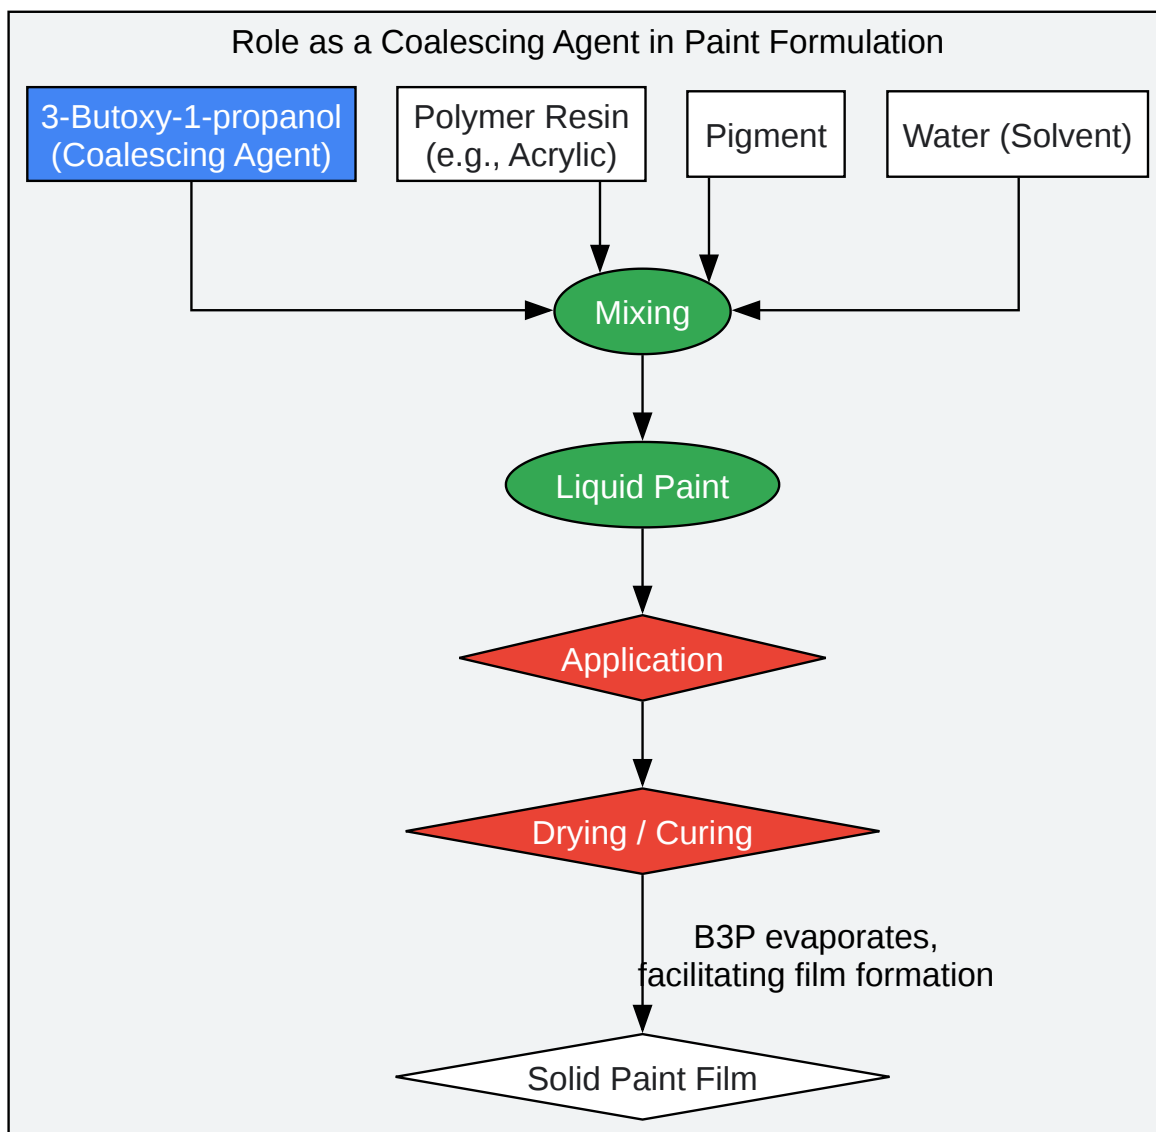 Role as a Coalescing Agent in Paint Formulation
3-Butoxy-1-propanol
(Coalescing Agent)
Polymer Resin
(e.g., Acrylic)
Pigment
Water (Solvent)
Mixing
Liquid Paint
Application
Drying / Curing
B3P evaporates,
facilitating film formation
Solid Paint Film